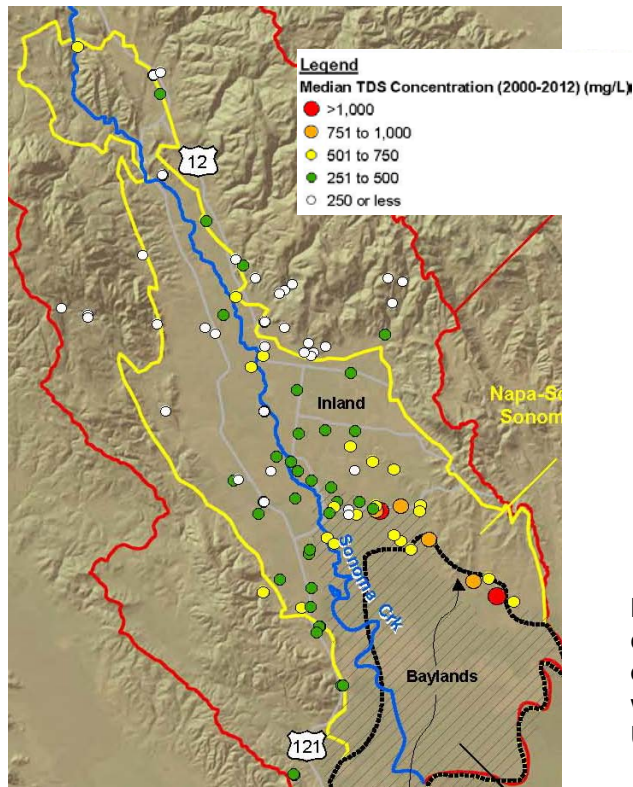 Legend
Median TDS Concentration (2000-2012) (mg/L)
>1,000
751 to 1,000
501 to 750
251 to 500
250 or less
12
Inland
Napa-So
Sonom
Sonoma Crk
Baylands
121